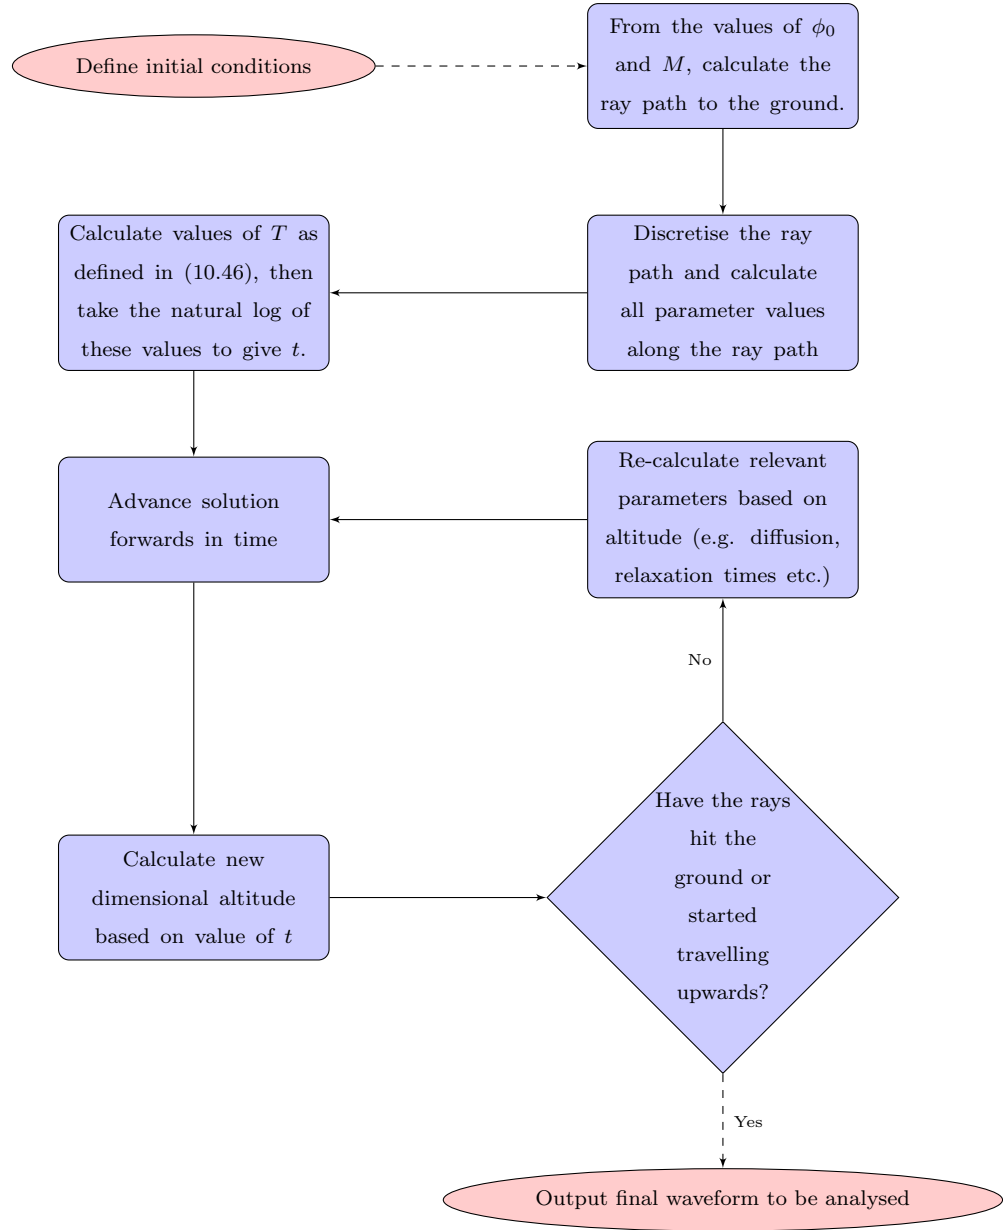 Define initial conditions
From the values of ϕ₀
and M, calculate the
ray path to the ground.
Discretise the ray
path and calculate
all parameter values
along the ray path
Calculate values of T as
defined in (10.46), then
take the natural log of
these values to give t.
Advance solution
forwards in time
Re-calculate relevant
parameters based on
altitude (e.g. diffusion,
relaxation times etc.)
No
Calculate new
dimensional altitude
based on value of t
Have the rays
hit the
ground or
started
travelling
upwards?
Yes
Output final waveform to be analysed